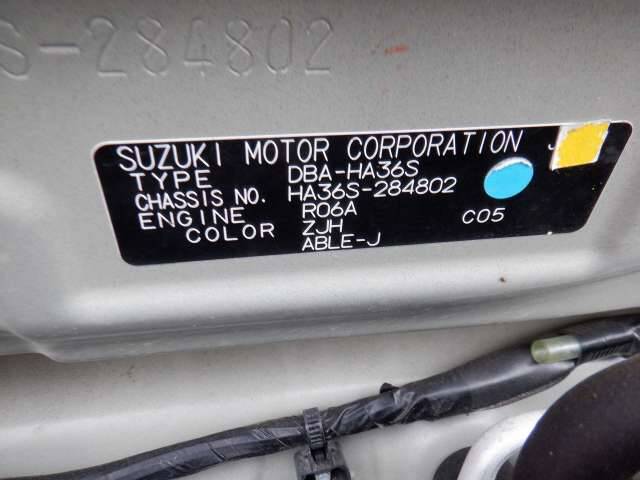 S-284802
SUZUKI MOTOR CORPORATION J
TYPE DBA-HA36S
CHASSIS NO. HA36S-284802
ENGINE R06A C05
COLOR ZJH
ABLE-J